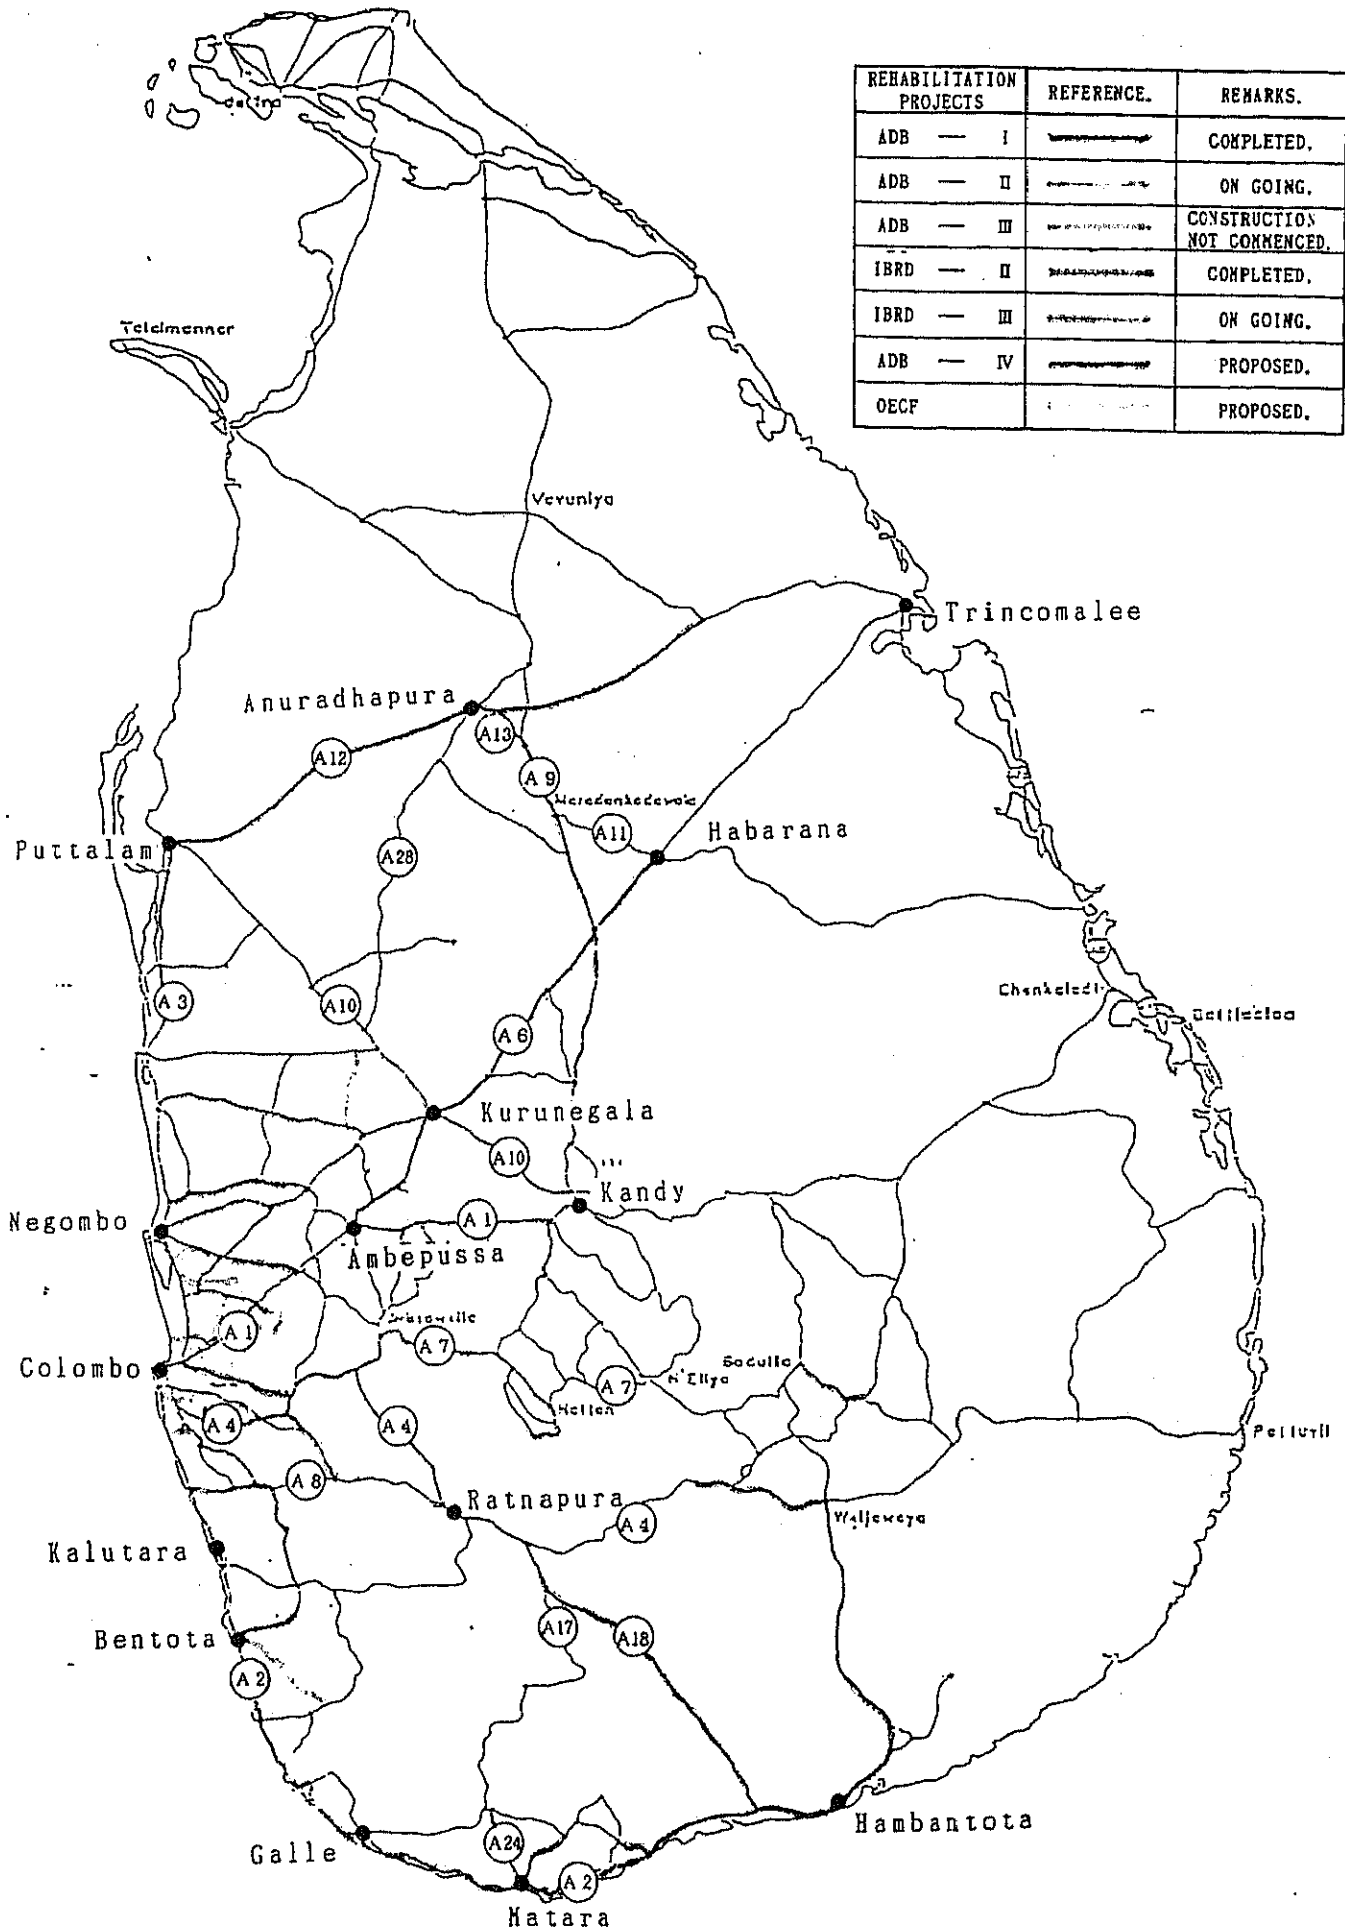 REHABILITATION PROJECTS REFERENCE. REMARKS.
ADB — I COMPLETED.
ADB — II ON GOING.
ADB — III CONSTRUCTION NOT COMMENCED.
IBRD — II COMPLETED.
IBRD — III ON GOING.
ADB — IV PROPOSED.
OECF PROPOSED.
Trincomalee
Anuradhapura
A13
A12
A9
A11
Habarana
Puttalam
A28
A3
A10
A6
Chenkeledi
Kurunegala
A10
Kandy
Negombo
A1
Ambepussa
A1
A7
Colombo
Badulla
N'Eliya
A7
Hatton
A4
A4
A8
Ratnapura
A4
Kalutara
Bentota
A17
A18
A2
Hambantota
A24
Galle
A2
Matara